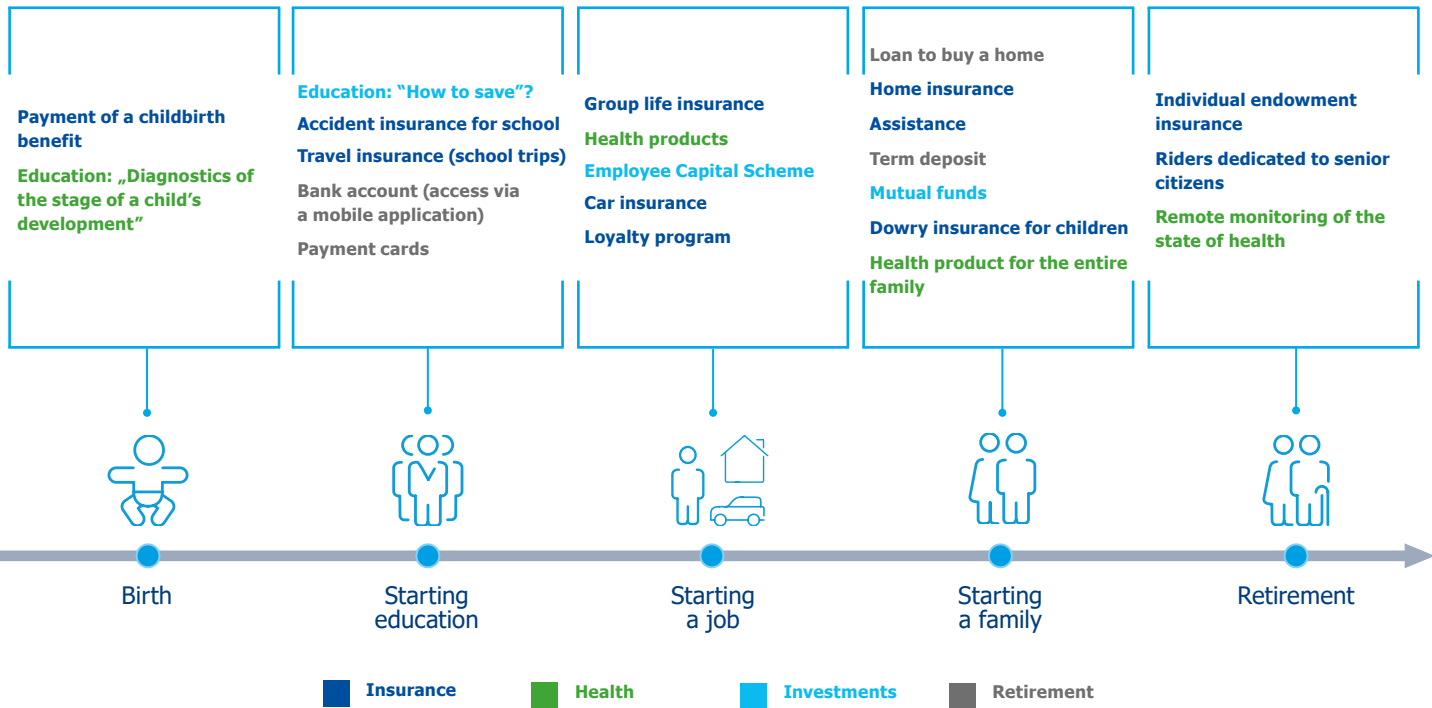 Payment of a childbirth
benefit
Education: „Diagnostics of
the stage of a child’s
development”
Education: “How to save”?
Accident insurance for school
Travel insurance (school trips)
Bank account (access via
a mobile application)
Payment cards
Group life insurance
Health products
Employee Capital Scheme
Car insurance
Loyalty program
Loan to buy a home
Home insurance
Assistance
Term deposit
Mutual funds
Dowry insurance for children
Health product for the entire
family
Individual endowment
insurance
Riders dedicated to senior
citizens
Remote monitoring of the
state of health
Birth
Starting
education
Starting
a job
Starting
a family
Retirement
Insurance
Health
Investments
Retirement